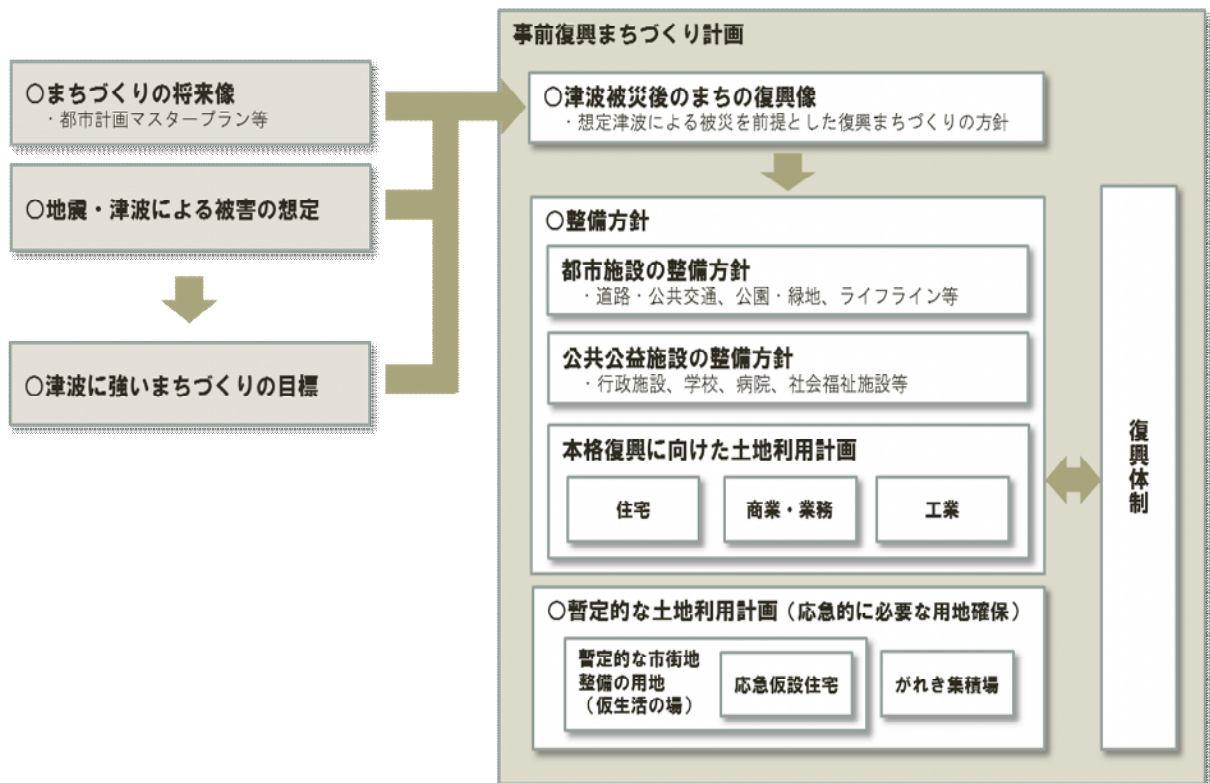 ○まちづくりの将来像
・都市計画マスタープラン等
○地震・津波による被害の想定
○津波に強いまちづくりの目標
事前復興まちづくり計画
○津波被災後のまちの復興像
・想定津波による被災を前提とした復興まちづくりの方針
○整備方針
都市施設の整備方針
・道路・公共交通、公園・緑地、ライフライン等
公共公益施設の整備方針
・行政施設、学校、病院、社会福祉施設等
本格復興に向けた土地利用計画
住宅
商業・業務
工業
○暫定的な土地利用計画（応急的に必要な用地確保）
暫定的な市街地
整備の用地
（仮生活の場）
応急仮設住宅
がれき集積場
復興体制